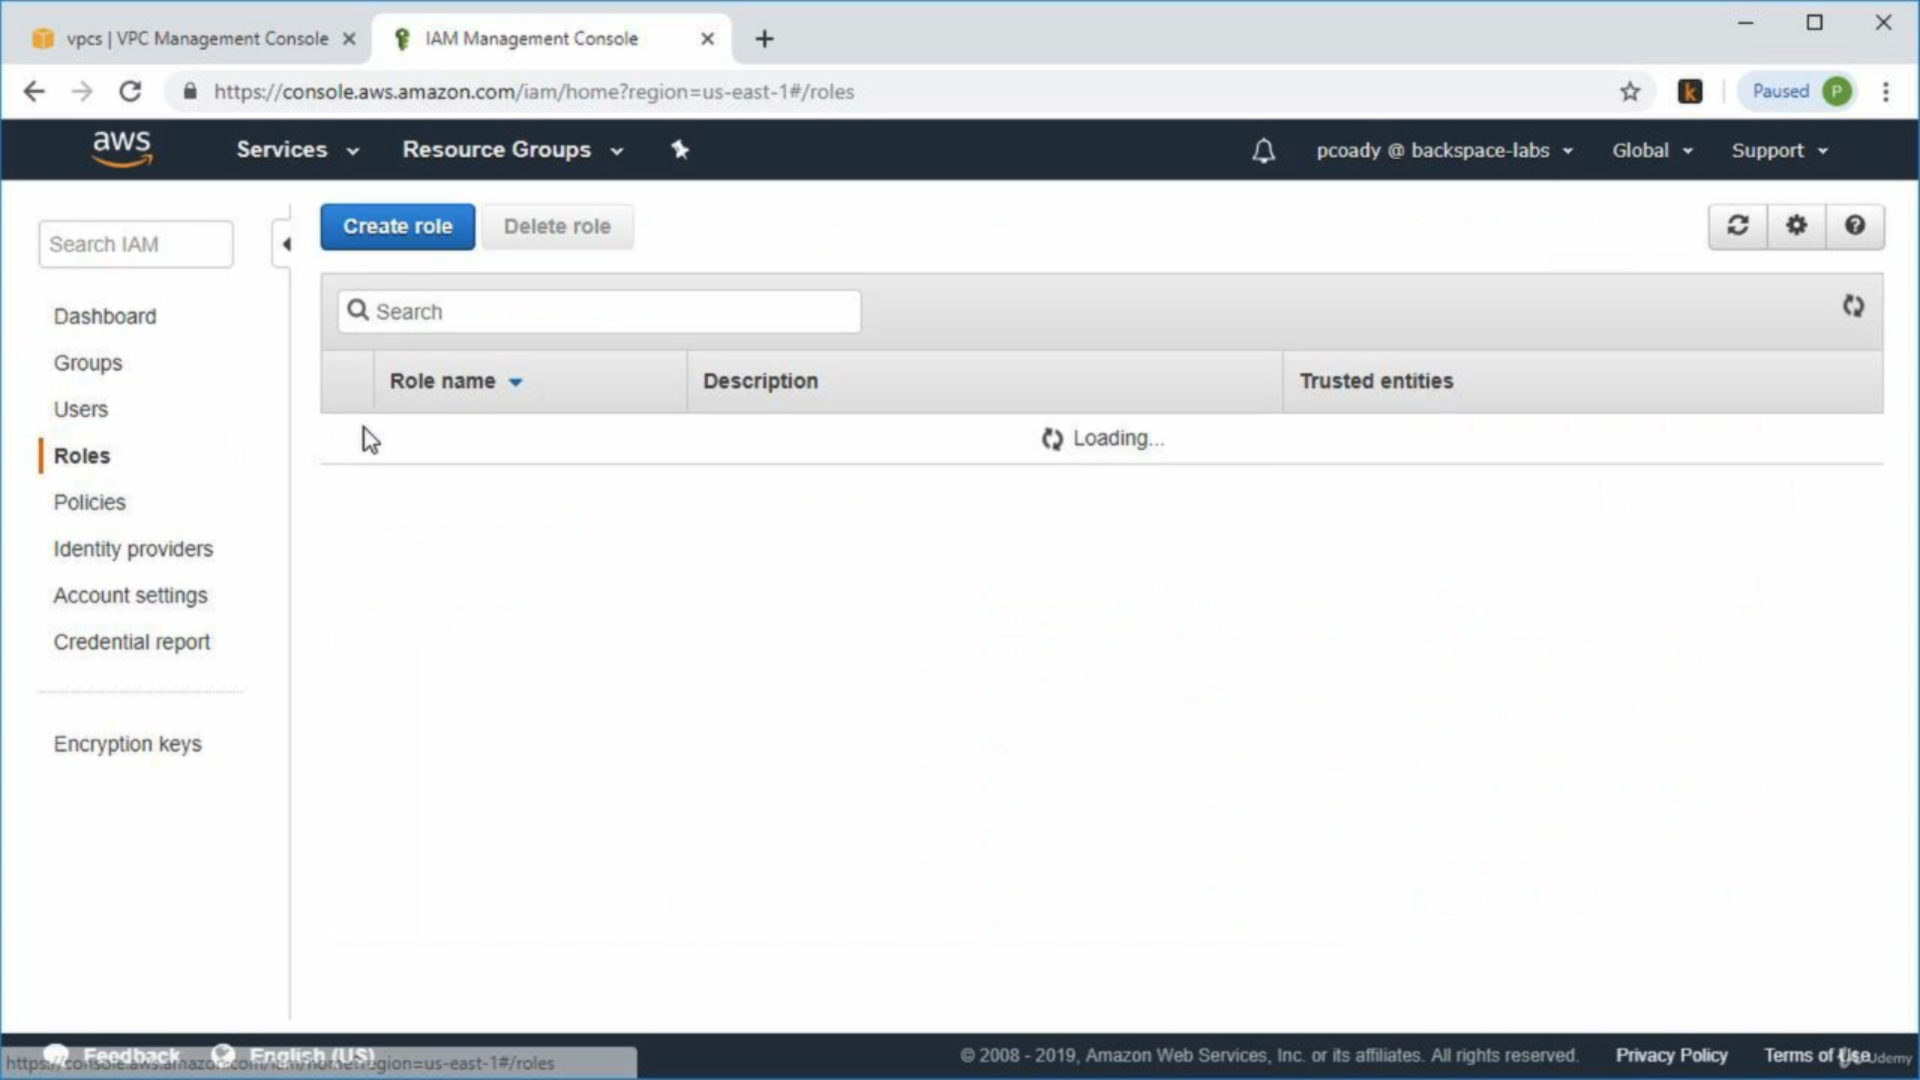 vpcs | VPC Management Console
IAM Management Console
https://console.aws.amazon.com/iam/home?region=us-east-1#/roles
k
Paused
P
aws
Services
Resource Groups
pcoady @ backspace-labs
Global
Support
Search IAM
Create role
Delete role
Search
Dashboard
Groups
Users
Roles
Policies
Identity providers
Account settings
Credential report
Encryption keys
Role name
Description
Trusted entities
Loading...
Feedback
English (US)
https://console.aws.amazon.com/iam/home?region=us-east-1#/roles
© 2008 - 2019, Amazon Web Services, Inc. or its affiliates. All rights reserved.
Privacy Policy
Terms of Use
Udemy